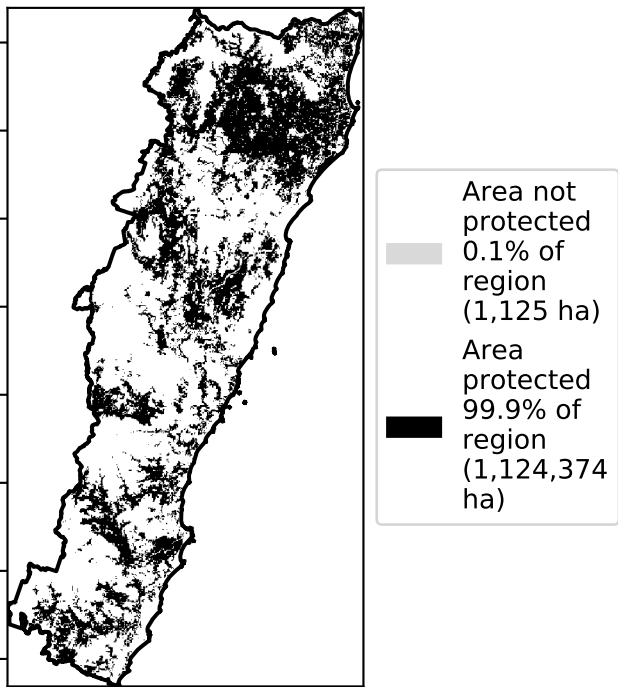 Area not
protected
0.1% of
region
(1,125 ha)
Area
protected
99.9% of
region
(1,124,374
ha)